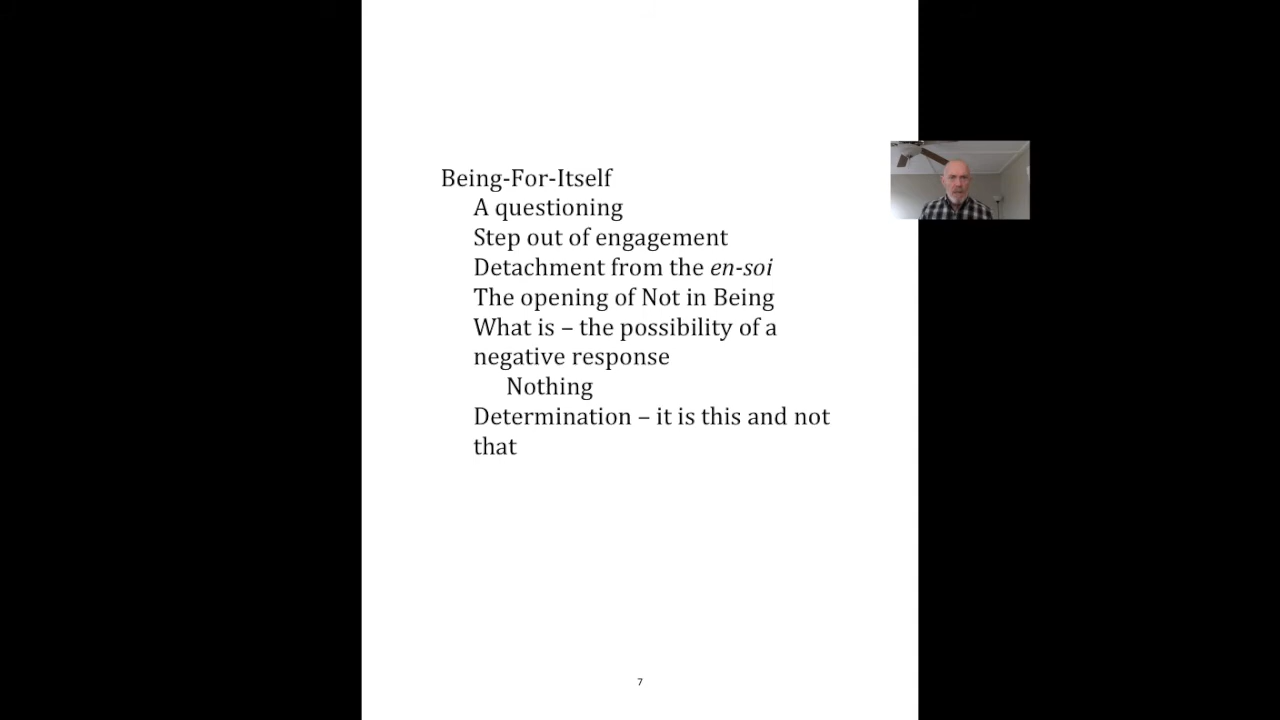 Being-For-Itself
A questioning
Step out of engagement
Detachment from the en-soi
The opening of Not in Being
What is – the possibility of a
negative response
Nothing
Determination – it is this and not
that
7